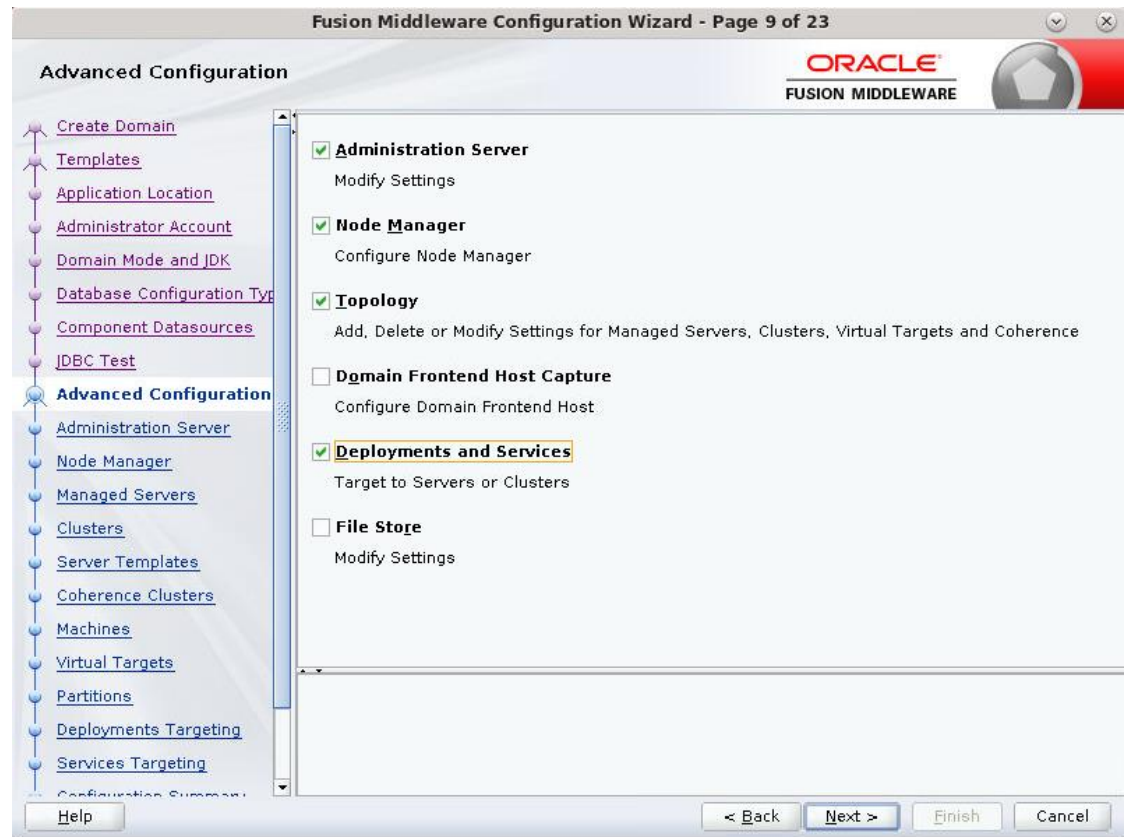 Fusion Middleware Configuration Wizard - Page 9 of 23
Advanced Configuration
ORACLE
FUSION MIDDLEWARE
Create Domain
Templates
Application Location
Administrator Account
Domain Mode and JDK
Database Configuration Typ
Component Datasources
JDBC Test
Advanced Configuration
Administration Server
Node Manager
Managed Servers
Clusters
Server Templates
Coherence Clusters
Machines
Virtual Targets
Partitions
Deployments Targeting
Services Targeting
Configuration Summary
Administration Server
Modify Settings
Node Manager
Configure Node Manager
Topology
Add, Delete or Modify Settings for Managed Servers, Clusters, Virtual Targets and Coherence
Domain Frontend Host Capture
Configure Domain Frontend Host
Deployments and Services
Target to Servers or Clusters
File Store
Modify Settings
Help
< Back
Next >
Finish
Cancel